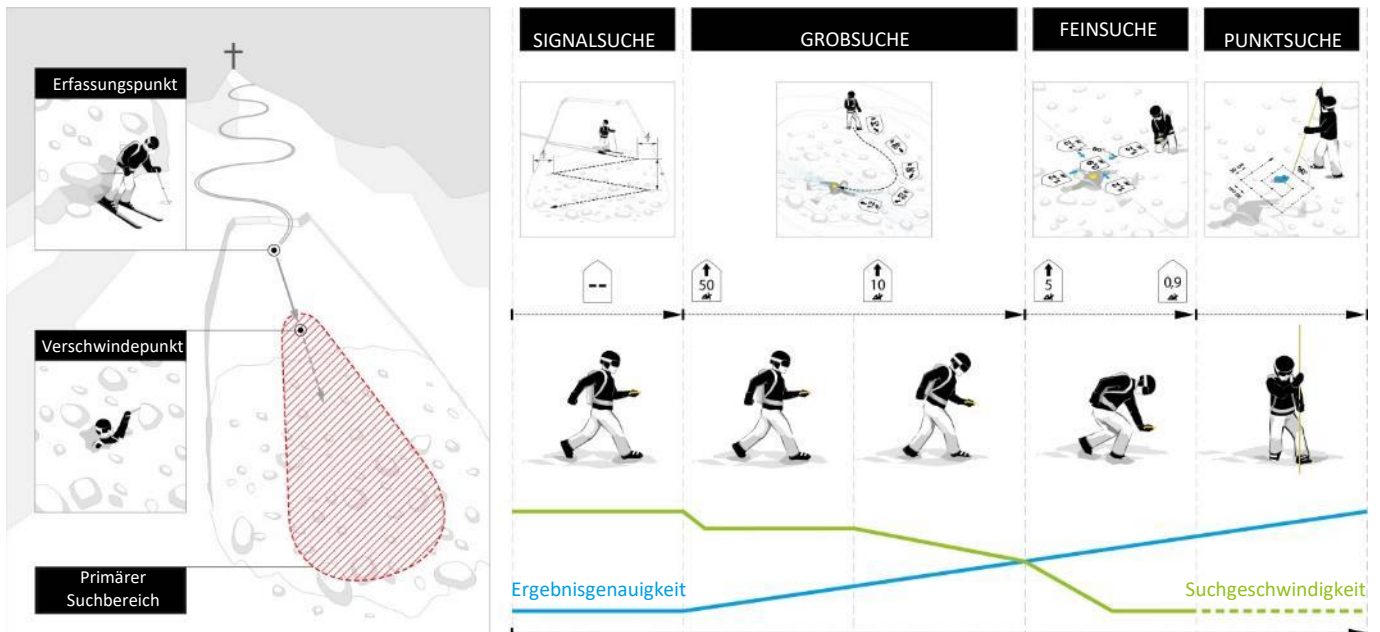 Erfassungspunkt
Verschwindepunkt
Primärer
Suchbereich
SIGNALSUCHE
GROBSUCHE
FEINSUCHE
PUNKTSUCHE
--
50
10
5
0,9
Ergebnisgenauigkeit
Suchgeschwindigkeit